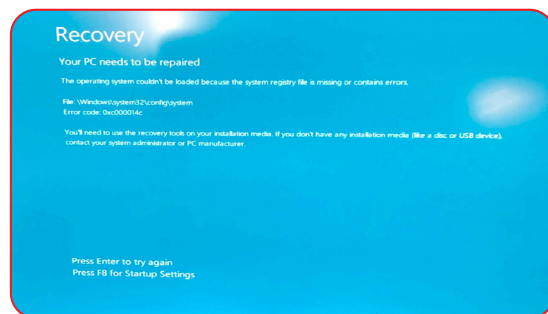 Recovery
Your PC needs to be repaired
The operating system couldn't be loaded because the system registry file is missing or contains errors.
File: \Windows\system32\config\system
Error code: 0xc000014c
You'll need to use the recovery tools on your installation media. If you don't have any installation media (like a disc or USB device),
contact your system administrator or PC manufacturer.
Press Enter to try again
Press F8 for Startup Settings